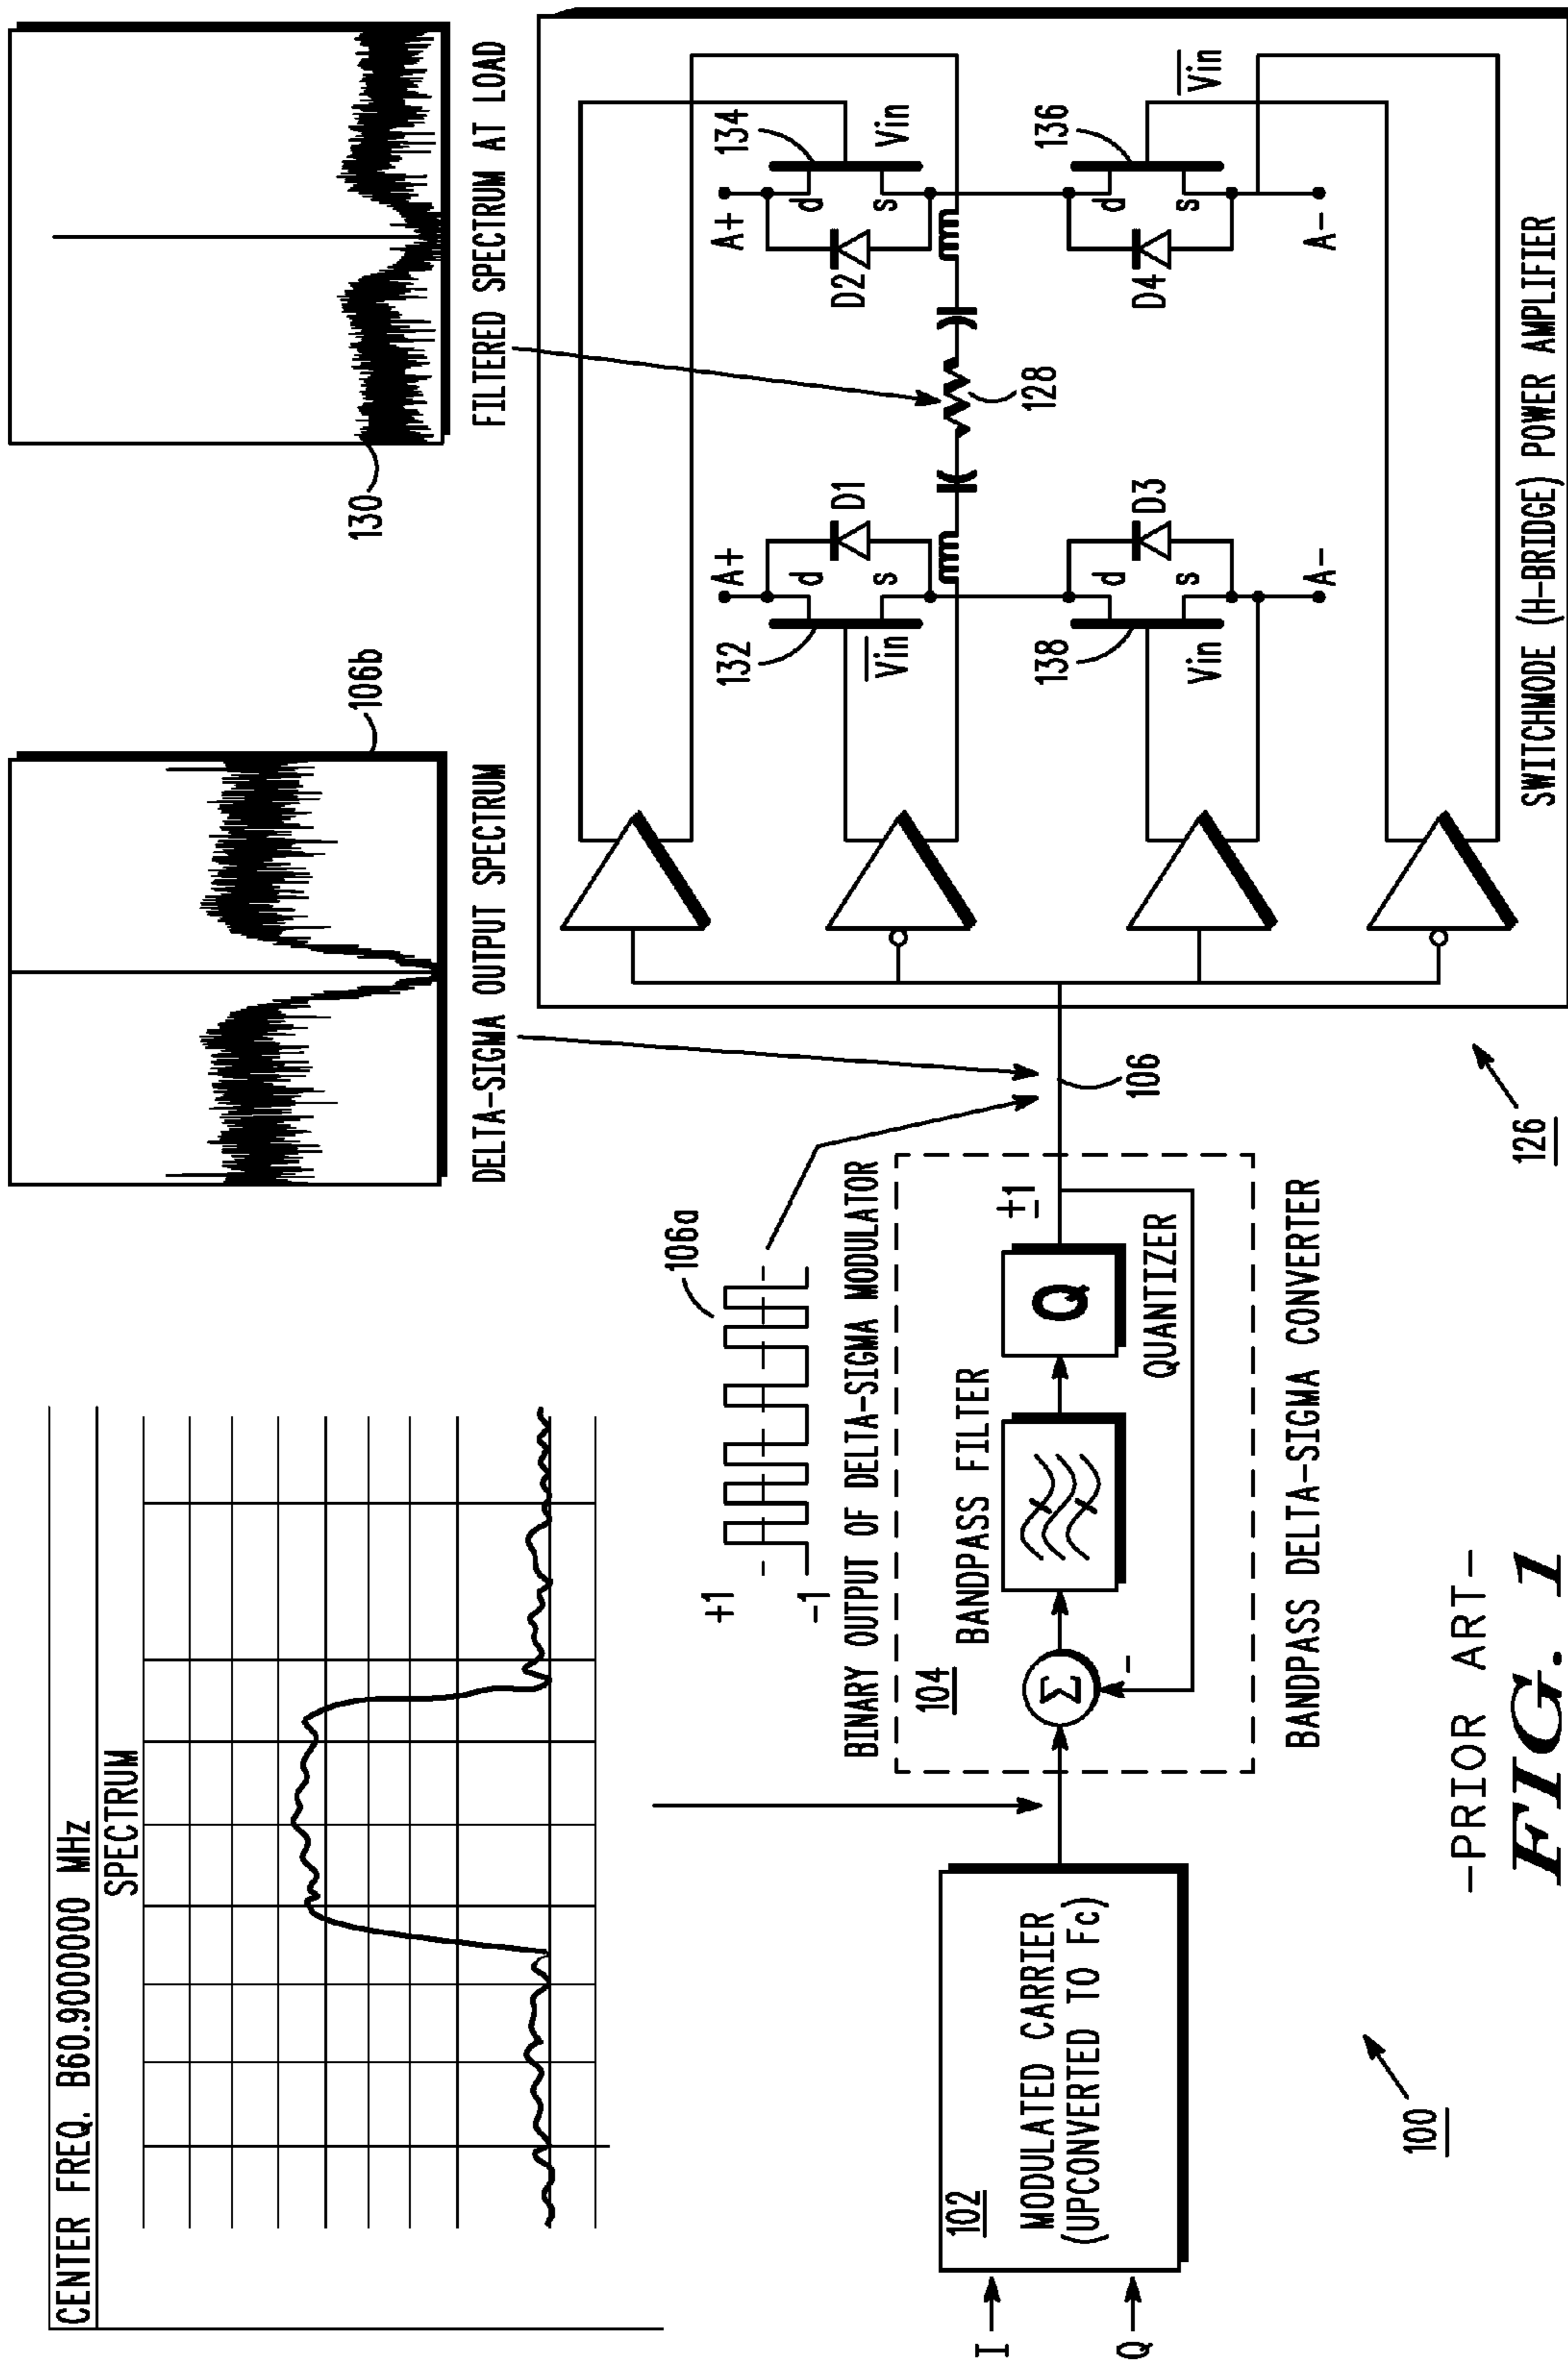 CENTER FREQ. B60.9000000 MHz
SPECTRUM
106b
DELTA-SIGMA OUTPUT SPECTRUM
130
FILTERED SPECTRUM AT LOAD
+1
-1
106a
BINARY OUTPUT OF DELTA-SIGMA MODULATOR
I
Q
102
MODULATED CARRIER
(UPCONVERTED TO Fc)
104
BANDPASS FILTER
Σ
-
Q
±1
QUANTIZER
BANDPASS DELTA-SIGMA CONVERTER
106
A+
132
d
s
D1
V̅i̅n̅
A+
134
d
s
D2
Vin
128
138
d
s
D3
Vin
A-
136
d
s
D4
V̅i̅n̅
A-
SWITCHMODE (H-BRIDGE) POWER AMPLIFIER
126
100
-PRIOR ART-
FIG. 1